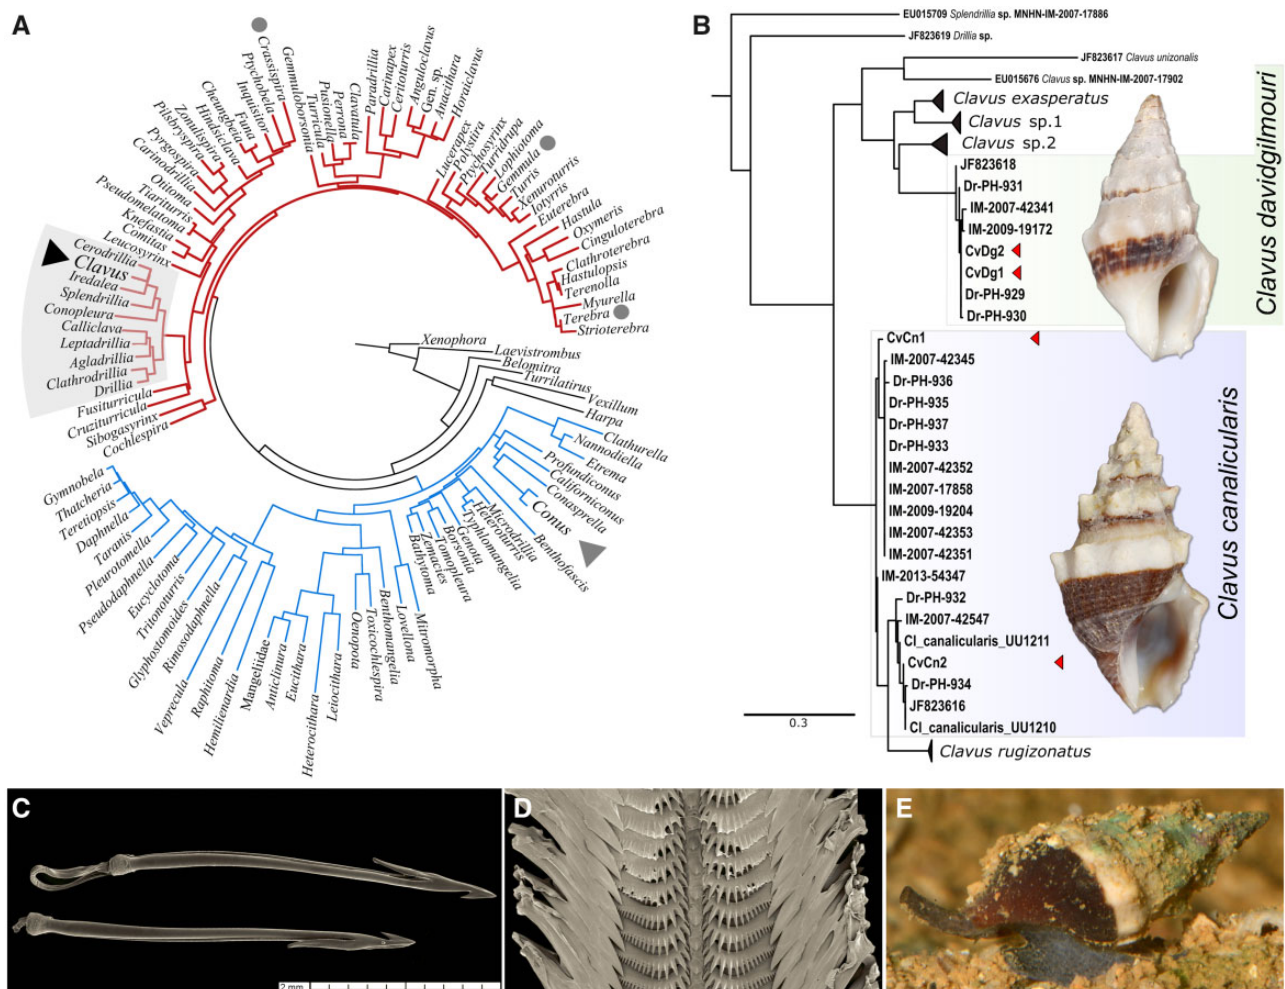 A
Crassispira
Ptychobela
Inquisitor
Funa
Cheungbeia
Hindsiclava
Zonulispira
Pilsbryspira
Pyrgospira
Carinodrillia
Otitoma
Tiariturris
Pseudomelatoma
Knefastia
Comitas
Leucosyrinx
Cerodrillia
Clavus
Iredalea
Splendrillia
Conopleura
Calliclava
Leptadrillia
Agladrillia
Clathrodrillia
Drillia
Fusiturricula
Cruziturricula
Sibogasyrinx
Cochlespira
Gemmuloborsonia
Turricula
Pusionella
Perrona
Clavatula
Paradrillia
Carinapex
Ceritoturris
Anguloclavus
Gen. sp.
Anacithara
Horaiclavus
Lucerapex
Polystira
Ptychosyrinx
Turridrupa
Lophiotoma
Gemmula
Turris
Xenuroturris
Iotyrris
Euterebra
Hastula
Oxymeris
Cinguloterebra
Clathroterebra
Hastulopsis
Terenolla
Myurella
Terebra
Strioterebra
Xenophora
Laevistrombus
Belomitra
Turrilatirus
Vexillum
Harpa
Clathurella
Nannodiella
Etrema
Profundiconus
Californiconus
Conasprella
Conus
Benthofascis
Microdrillia
Heteroturris
Typhlomangelia
Genota
Borsonia
Tomopleura
Zemacies
Bathytoma
Mitromorpha
Lovellona
Benthomangelia
Toxicochlespira
Oenopota
Leiocithara
Heterocithara
Eucithara
Anticlinura
Mangeliidae
Hemilienardia
Raphitoma
Veprecula
Rimosodaphnella
Glyphostomoides
Tritonoturris
Eucyclotoma
Pseudodaphnella
Pleurotomella
Taranis
Daphnella
Teretiopsis
Thatcheria
Gymnobela
B
EU015709 Splendrillia sp. MNHN-IM-2007-17886
JF823619 Drillia sp.
JF823617 Clavus unizonalis
EU015676 Clavus sp. MNHN-IM-2007-17902
Clavus exasperatus
Clavus sp.1
Clavus sp.2
JF823618
Dr-PH-931
IM-2007-42341
IM-2009-19172
CvDg2
CvDg1
Dr-PH-929
Dr-PH-930
Clavus davidgilmouri
CvCn1
IM-2007-42345
Dr-PH-936
Dr-PH-935
Dr-PH-937
Dr-PH-933
IM-2007-42352
IM-2007-17858
IM-2009-19204
IM-2007-42353
IM-2007-42351
IM-2013-54347
Dr-PH-932
IM-2007-42547
Cl_canalicularis_UU1211
CvCn2
Dr-PH-934
JF823616
Cl_canalicularis_UU1210
Clavus rugizonatus
Clavus canalicularis
0.3
C
2 mm
D
E